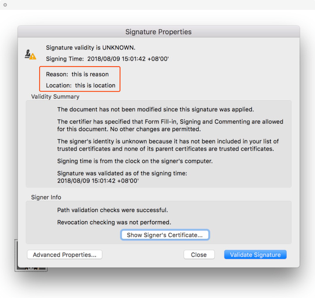 Signature Properties
Signature validity is UNKNOWN.
Signing Time: 2018/08/09 15:01:42 +08'00'
Reason: this is reason
Location: this is location
Validity Summary
The document has not been modified since this signature was applied.
The certifier has specified that Form Fill-in, Signing and Commenting are allowed
for this document. No other changes are permitted.
The signer's identity is unknown because it has not been included in your list of
trusted certificates and none of its parent certificates are trusted certificates.
Signing time is from the clock on the signer's computer.
Signature was validated as of the signing time:
2018/08/09 15:01:42 +08'00'
Signer Info
Path validation checks were successful.
Revocation checking was not performed.
Show Signer's Certificate...
Advanced Properties...
Close
Validate Signature